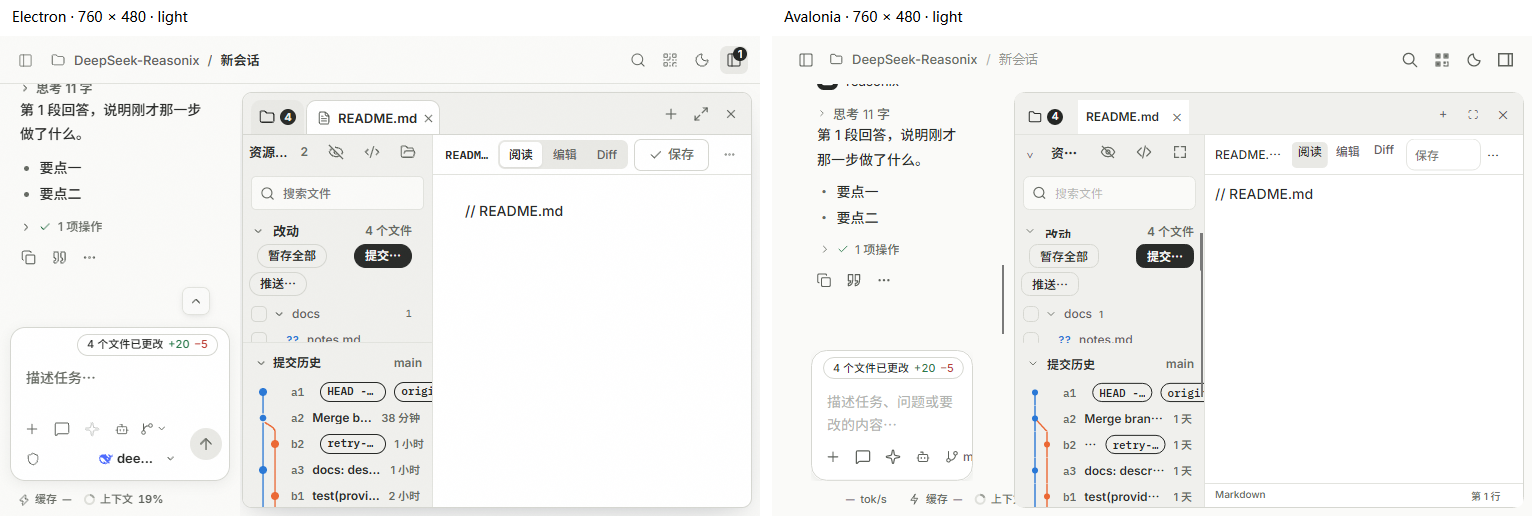 Electron · 760 × 480 · light
DeepSeek-Reasonix / 新会话
1
思考 11 字
第 1 段回答，说明刚才那一步
做了什么。
要点一
要点二
1 项操作
4 个文件已更改 +20 −5
描述任务···
dee...
缓存 — 上下文 19%
4 README.md
资源... 2
搜索文件
改动 4 个文件
暂存全部 提交···
推送···
docs 1
?? notes.md
提交历史 main
a1 HEAD -… origi
a2 Merge b... 38 分钟
b2 retry-… 1 小时
a3 docs: des... 1 小时
b1 test(provi... 2 小时
READM… 阅读 编辑 Diff 保存
// README.md
Avalonia · 760 × 480 · light
DeepSeek-Reasonix / 新会话
reasonix
思考 11 字
第 1 段回答，说明刚才
那一步做了什么。
要点一
要点二
1 项操作
4 个文件已更改 +20 −5
描述任务、问题或要
改的内容···
m
— tok/s 缓存 — 上下
4 README.md
资···
搜索文件
改动 4 个文件
暂存全部 提交···
推送···
docs 1
?? notes.md
提交历史 main
a1 HEAD -… origi
a2 Merge bran··· 1 天
b2 ··· retry-… 1 天
a3 docs: descr··· 1 天
b1 test(provid··· 1 天
README.··· 阅读 编辑 Diff 保存
// README.md
Markdown 第 1 行